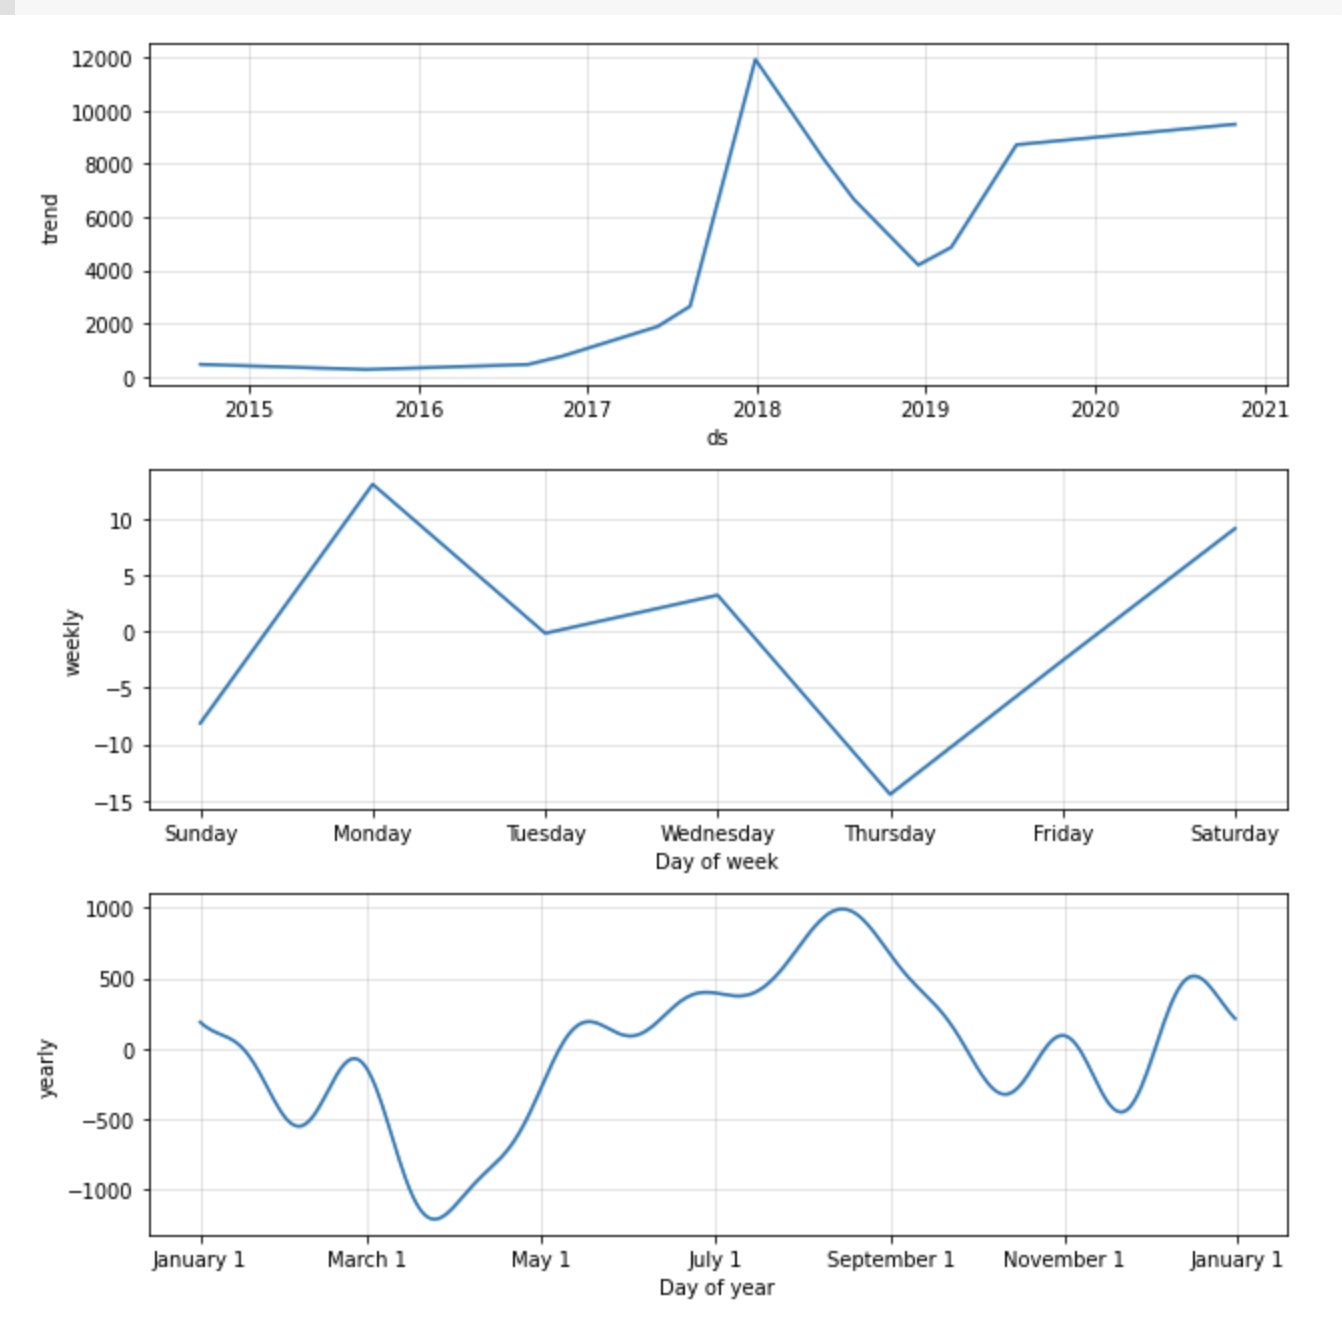 12000
10000
8000
6000
4000
2000
0
trend
2015 2016 2017 2018 2019 2020 2021
ds
10
5
0
−5
−10
−15
weekly
Sunday Monday Tuesday Wednesday Thursday Friday Saturday
Day of week
1000
500
0
−500
−1000
yearly
January 1 March 1 May 1 July 1 September 1 November 1 January 1
Day of year